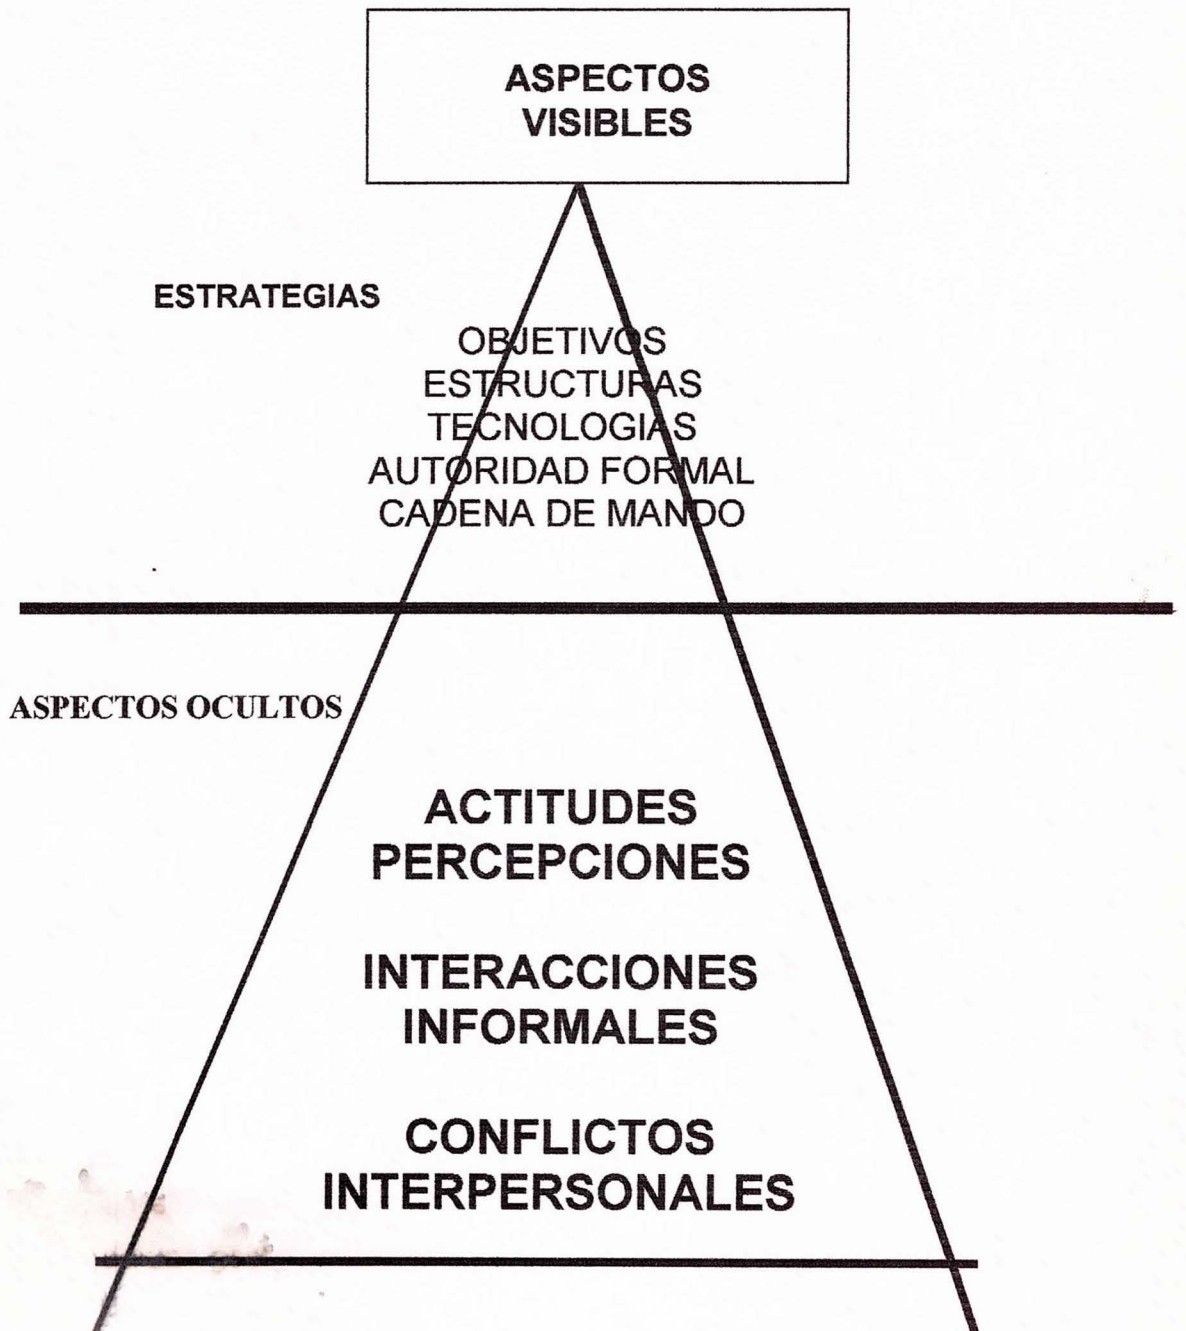 ASPECTOS
VISIBLES
ESTRATEGIAS
OBJETIVOS
ESTRUCTURAS
TECNOLOGIAS
AUTORIDAD FORMAL
CADENA DE MANDO
ASPECTOS OCULTOS
ACTITUDES
PERCEPCIONES
INTERACCIONES
INFORMALES
CONFLICTOS
INTERPERSONALES